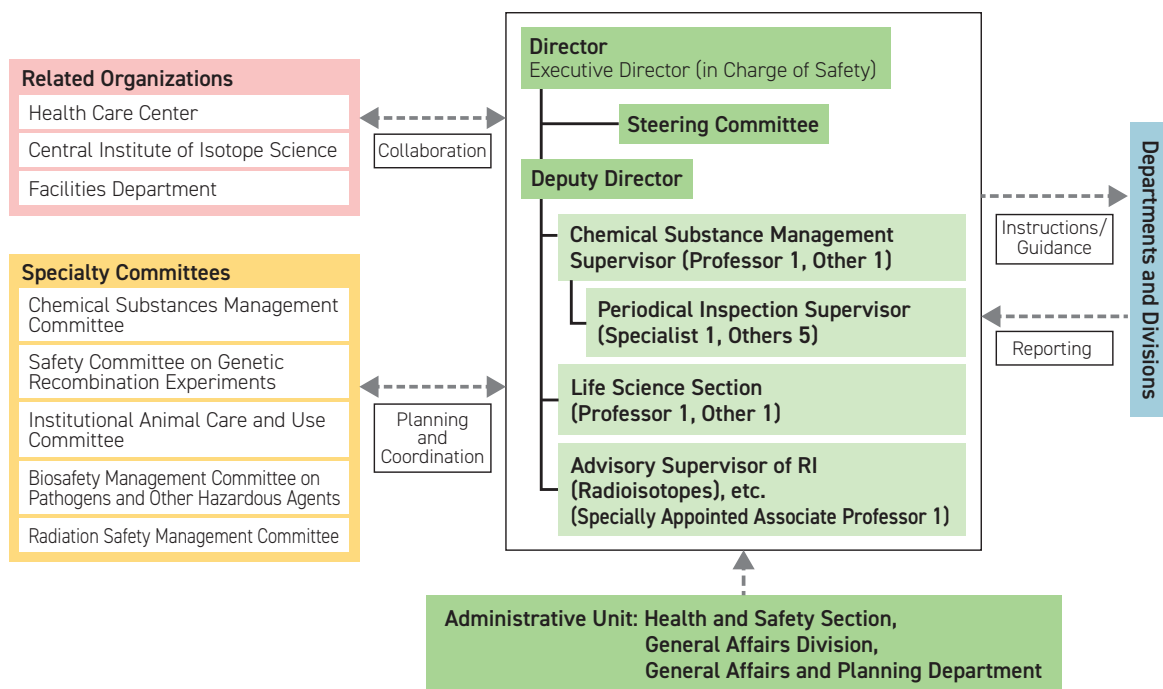 Related Organizations
Health Care Center
Central Institute of Isotope Science
Facilities Department
Specialty Committees
Chemical Substances Management
Committee
Safety Committee on Genetic
Recombination Experiments
Institutional Animal Care and Use
Committee
Biosafety Management Committee on
Pathogens and Other Hazardous Agents
Radiation Safety Management Committee
Collaboration
Planning
and
Coordination
Director
Executive Director (in Charge of Safety)
Steering Committee
Deputy Director
Chemical Substance Management
Supervisor (Professor 1, Other 1)
Periodical Inspection Supervisor
(Specialist 1, Others 5)
Life Science Section
(Professor 1, Other 1)
Advisory Supervisor of RI
(Radioisotopes), etc.
(Specially Appointed Associate Professor 1)
Instructions/
Guidance
Reporting
Departments and Divisions
Administrative Unit: Health and Safety Section,
General Affairs Division,
General Affairs and Planning Department